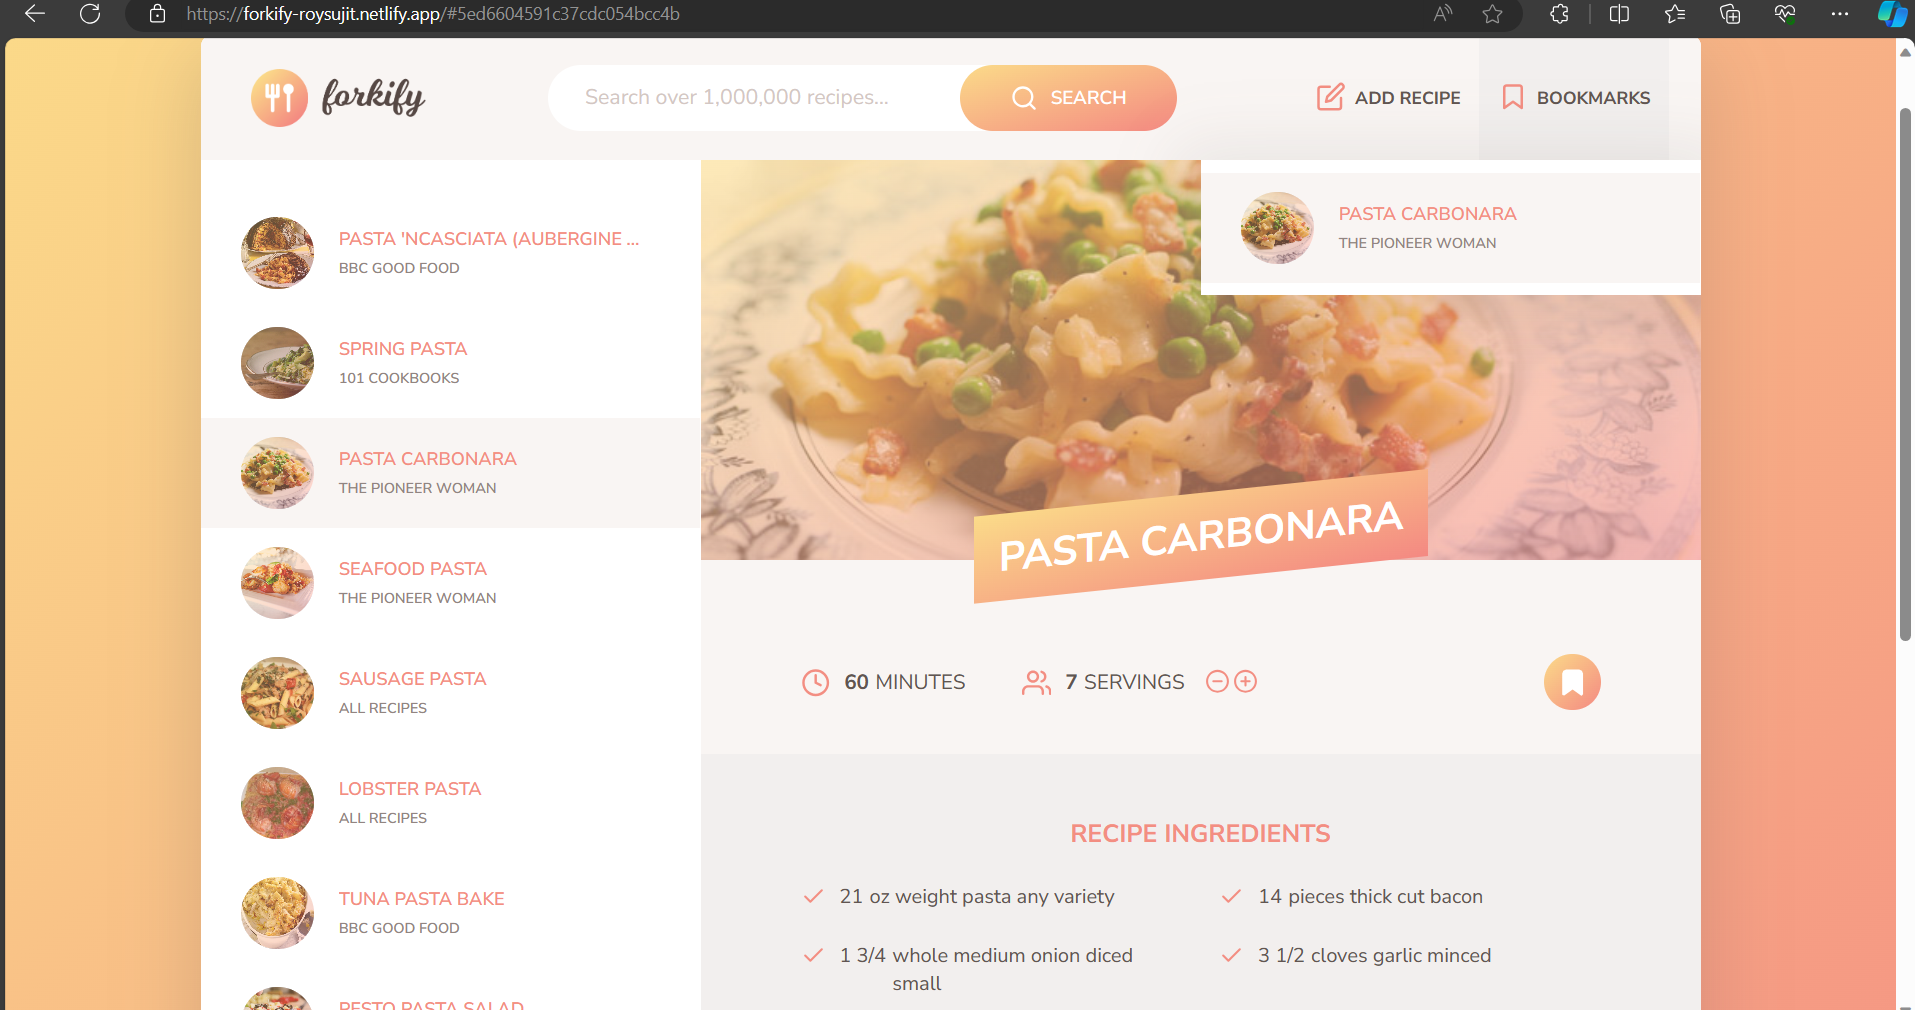 https://forkify-roysujit.netlify.app/#5ed6604591c37cdc054bcc4b
forkify
Search over 1,000,000 recipes...
SEARCH
ADD RECIPE
BOOKMARKS
PASTA CARBONARA
THE PIONEER WOMAN
PASTA 'NCASCIATA (AUBERGINE ...
BBC GOOD FOOD
SPRING PASTA
101 COOKBOOKS
PASTA CARBONARA
THE PIONEER WOMAN
SEAFOOD PASTA
THE PIONEER WOMAN
SAUSAGE PASTA
ALL RECIPES
LOBSTER PASTA
ALL RECIPES
TUNA PASTA BAKE
BBC GOOD FOOD
PESTO PASTA SALAD
PASTA CARBONARA
60 MINUTES
7 SERVINGS
RECIPE INGREDIENTS
21 oz weight pasta any variety
14 pieces thick cut bacon
1 3/4 whole medium onion diced
small
3 1/2 cloves garlic minced